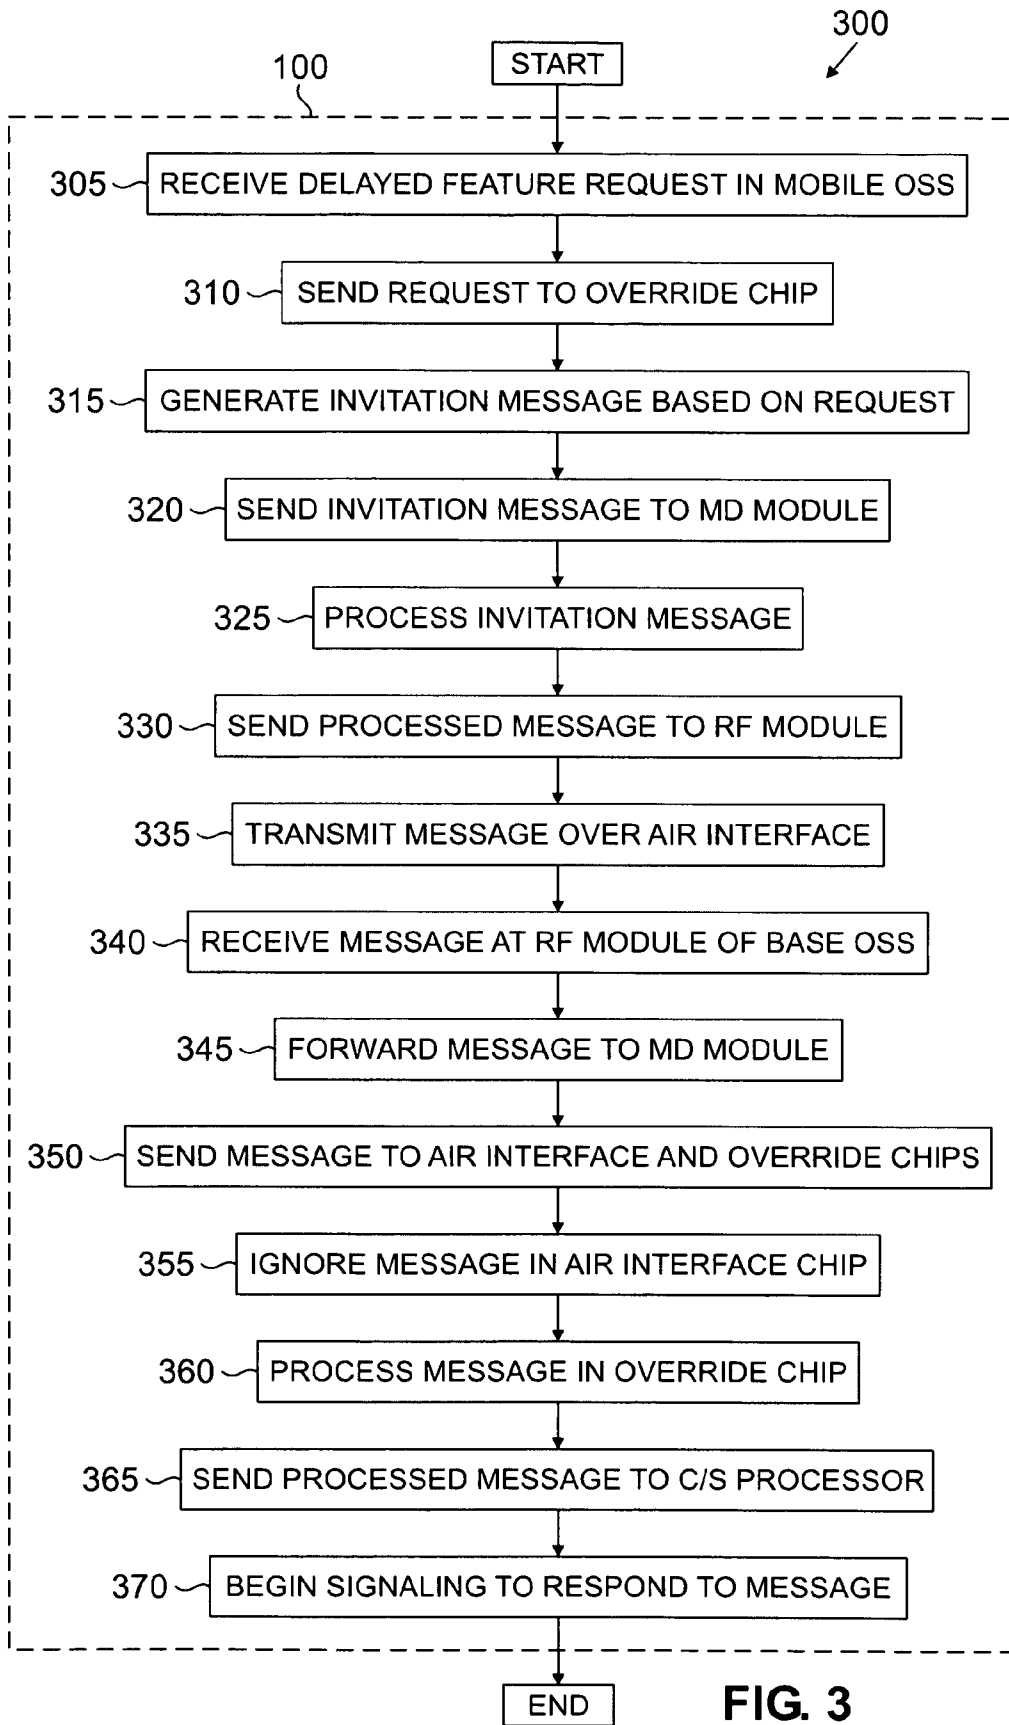 300
START
100
305 RECEIVE DELAYED FEATURE REQUEST IN MOBILE OSS
310 SEND REQUEST TO OVERRIDE CHIP
315 GENERATE INVITATION MESSAGE BASED ON REQUEST
320 SEND INVITATION MESSAGE TO MD MODULE
325 PROCESS INVITATION MESSAGE
330 SEND PROCESSED MESSAGE TO RF MODULE
335 TRANSMIT MESSAGE OVER AIR INTERFACE
340 RECEIVE MESSAGE AT RF MODULE OF BASE OSS
345 FORWARD MESSAGE TO MD MODULE
350 SEND MESSAGE TO AIR INTERFACE AND OVERRIDE CHIPS
355 IGNORE MESSAGE IN AIR INTERFACE CHIP
360 PROCESS MESSAGE IN OVERRIDE CHIP
365 SEND PROCESSED MESSAGE TO C/S PROCESSOR
370 BEGIN SIGNALING TO RESPOND TO MESSAGE
END
FIG. 3